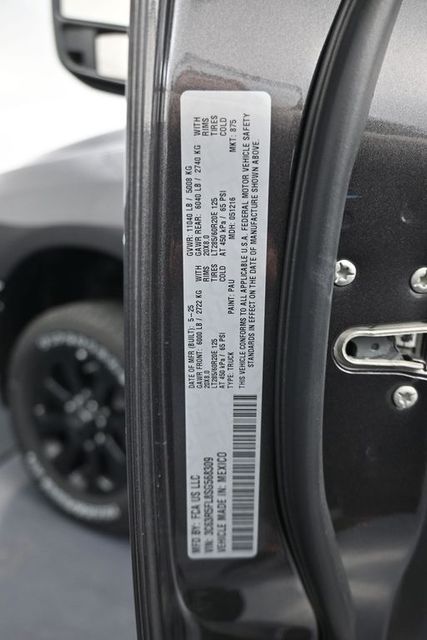 MFD BY: FCA US LLC
DATE OF MFR (BUILT): 5-25 GVWR: 11040 LB / 5008 KG
GAWR FRONT: 6000 LB / 2722 KG WITH GAWR REAR: 6040 LB / 2740 KG WITH
20X8.0 RIMS 20X8.0 RIMS
LT285/60R20E 125 TIRES LT285/60R20E 125 TIRES
AT 450 kPa / 65 PSI COLD AT 450 kPa / 65 PSI COLD
TYPE: TRUCK PAINT: PAU MDH: 051216 MKT: 875
THIS VEHICLE CONFORMS TO ALL APPLICABLE U.S.A. FEDERAL MOTOR VEHICLE SAFETY
STANDARDS IN EFFECT ON THE DATE OF MANUFACTURE SHOWN ABOVE.
VIN: 3C63R5FL8SG568309
VEHICLE MADE IN: MEXICO